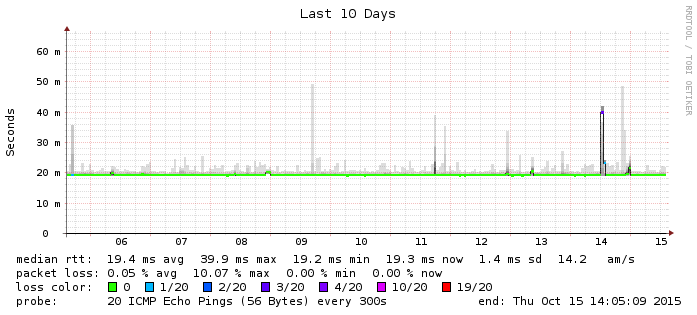 Last 10 Days
RRDTOOL / TOBI OETIKER
Seconds
60 m
50 m
40 m
30 m
20 m
10 m
0
06 07 08 09 10 11 12 13 14 15
median rtt: 19.4 ms avg 39.9 ms max 19.2 ms min 19.3 ms now 1.4 ms sd 14.2 am/s
packet loss: 0.05 % avg 10.07 % max 0.00 % min 0.00 % now
loss color: 0 1/20 2/20 3/20 4/20 10/20 19/20
probe: 20 ICMP Echo Pings (56 Bytes) every 300s end: Thu Oct 15 14:05:09 2015